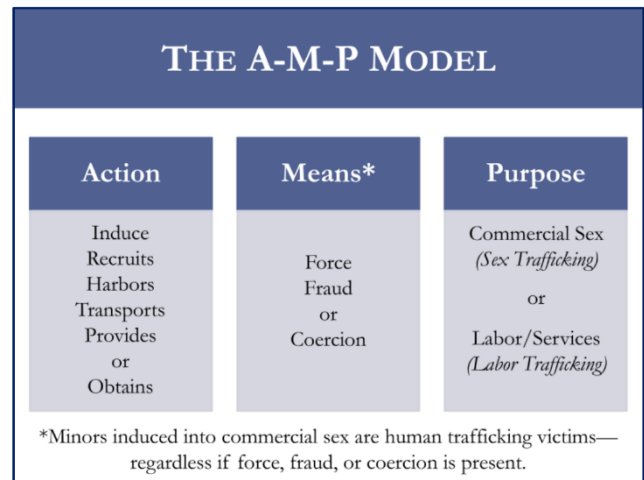 THE A-M-P MODEL
Action
Induce
Recruits
Harbors
Transports
Provides
or
Obtains
Means*
Force
Fraud
or
Coercion
Purpose
Commercial Sex
(Sex Trafficking)
or
Labor/Services
(Labor Trafficking)
*Minors induced into commercial sex are human trafficking victims—
regardless if force, fraud, or coercion is present.